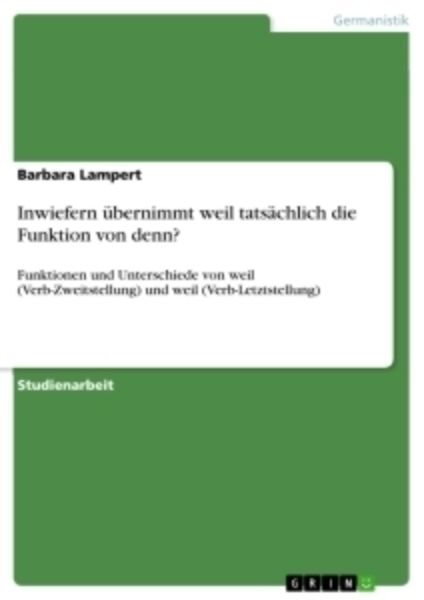 Germanistik
Barbara Lampert
Inwiefern übernimmt weil tatsächlich die
Funktion von denn?
Funktionen und Unterschiede von weil
(Verb-Zweitstellung) und weil (Verb-Letztstellung)
Studienarbeit
GRIN